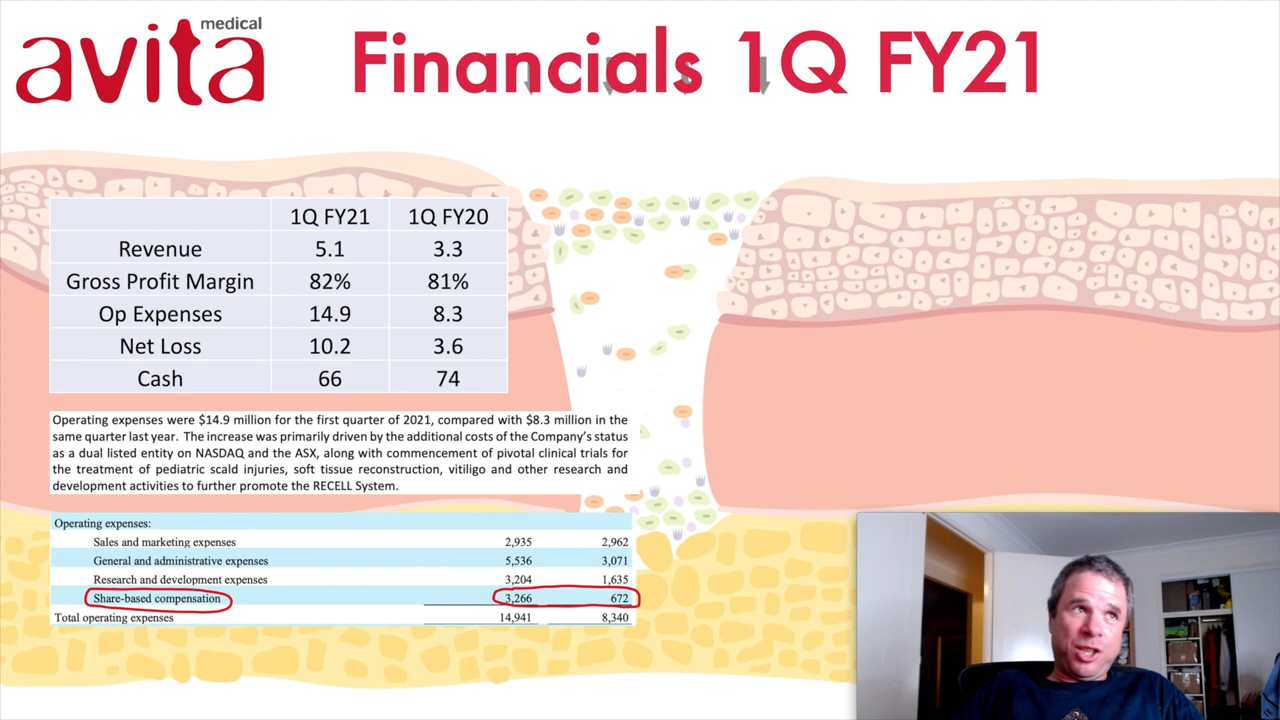 avita medical
Financials 1Q FY21
1Q FY21 1Q FY20
Revenue 5.1 3.3
Gross Profit Margin 82% 81%
Op Expenses 14.9 8.3
Net Loss 10.2 3.6
Cash 66 74
Operating expenses were $14.9 million for the first quarter of 2021, compared with $8.3 million in the
same quarter last year. The increase was primarily driven by the additional costs of the Company's status
as a dual listed entity on NASDAQ and the ASX, along with commencement of pivotal clinical trials for
the treatment of pediatric scald injuries, soft tissue reconstruction, vitiligo and other research and
development activities to further promote the RECELL System.
Operating expenses:
Sales and marketing expenses 2,935 2,962
General and administrative expenses 5,536 3,071
Research and development expenses 3,204 1,635
Share-based compensation 3,266 672
Total operating expenses 14,941 8,340